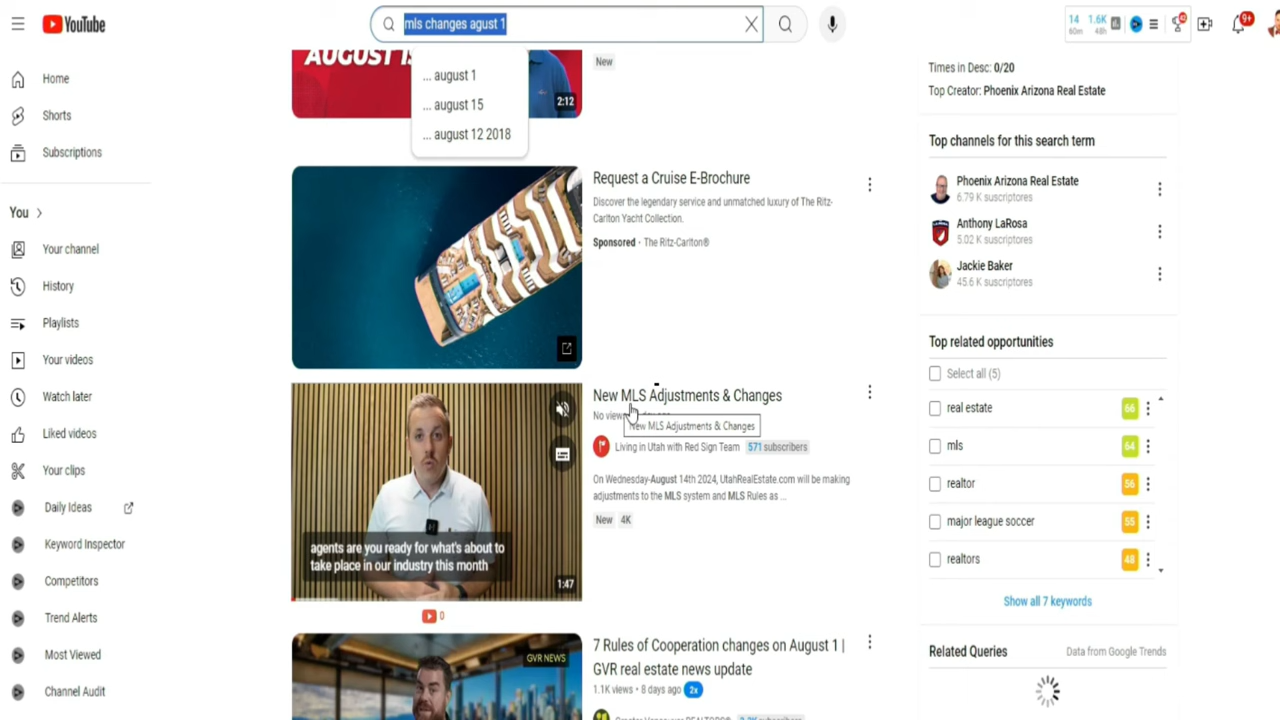 YouTube
mls changes agust 1
14
60m
1.6K
48h
42
9+
Home
Shorts
Subscriptions
You
Your channel
History
Playlists
Your videos
Watch later
Liked videos
Your clips
Daily Ideas
Keyword Inspector
Competitors
Trend Alerts
Most Viewed
Channel Audit
... august 1
... august 15
... august 12 2018
2:12
New
Request a Cruise E-Brochure
Discover the legendary service and unmatched luxury of The Ritz-
Carlton Yacht Collection.
Sponsored · The Ritz-Carlton®
New MLS Adjustments & Changes
No
New MLS Adjustments & Changes
Living in Utah with Red Sign Team 571 subscribers
On Wednesday-August 14th 2024, UtahRealEstate.com will be making
adjustments to the MLS system and MLS Rules as ...
New 4K
agents are you ready for what's about to
take place in our industry this month
1:47
0
GVR NEWS
7 Rules of Cooperation changes on August 1 |
GVR real estate news update
1.1K views • 8 days ago 2x
Times in Desc: 0/20
Top Creator: Phoenix Arizona Real Estate
Top channels for this search term
Phoenix Arizona Real Estate
6.79 K suscriptores
Anthony LaRosa
5.02 K suscriptores
Jackie Baker
45.6 K suscriptores
Top related opportunities
Select all (5)
real estate 66
mls 64
realtor 56
major league soccer 55
realtors 48
Show all 7 keywords
Related Queries Data from Google Trends